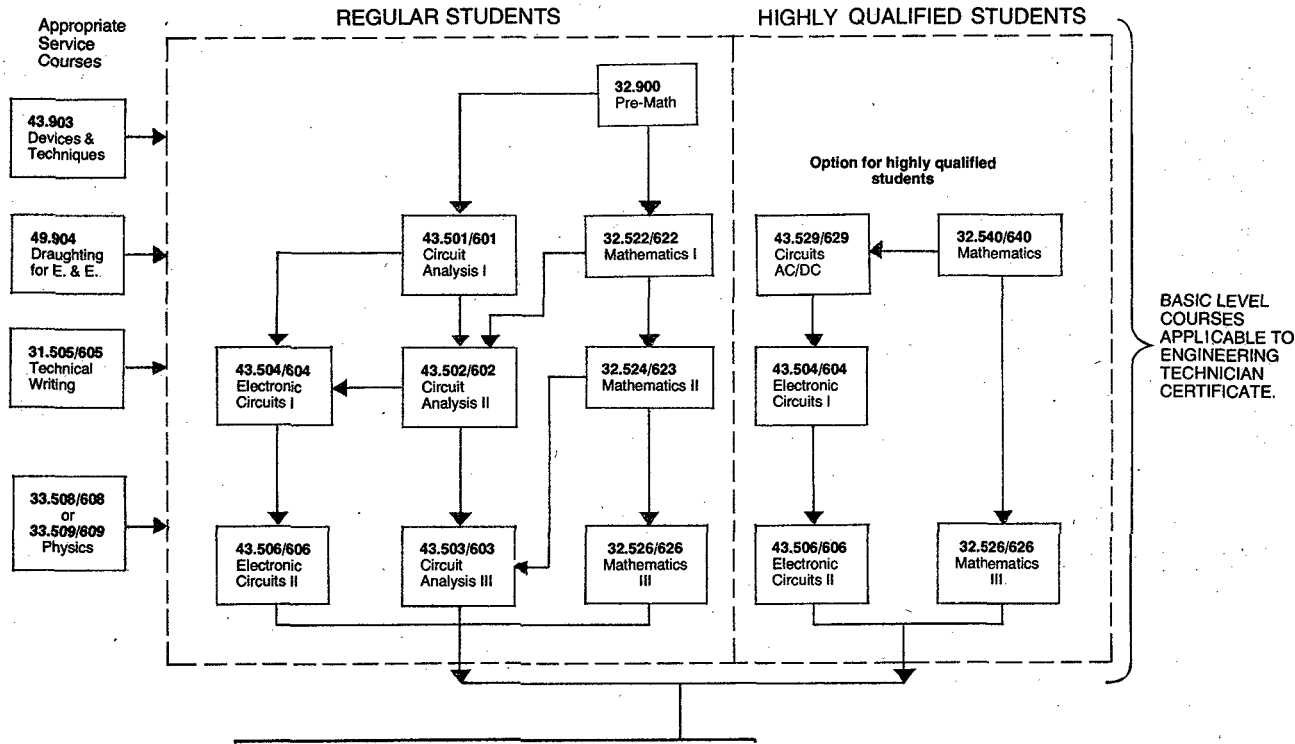 REGULAR STUDENTS
HIGHLY QUALIFIED STUDENTS
Appropriate
Service
Courses
43.903
Devices &
Techniques
49.904
Draughting
for E. & E.
31.505/605
Technical
Writing
33.508/608
or
33.509/609
Physics
32.900
Pre-Math
43.501/601
Circuit
Analysis I
32.522/622
Mathematics I
43.504/604
Electronic
Circuits I
43.502/602
Circuit
Analysis II
32.524/623
Mathematics II
43.506/606
Electronic
Circuits II
43.503/603
Circuit
Analysis III
32.526/626
Mathematics
III
Option for highly qualified
students
43.529/629
Circuits
AC/DC
32.540/640
Mathematics
43.504/604
Electronic
Circuits I
43.506/606
Electronic
Circuits II
32.526/626
Mathematics
III
BASIC LEVEL
COURSES
APPLICABLE TO
ENGINEERING
TECHNICIAN
CERTIFICATE.